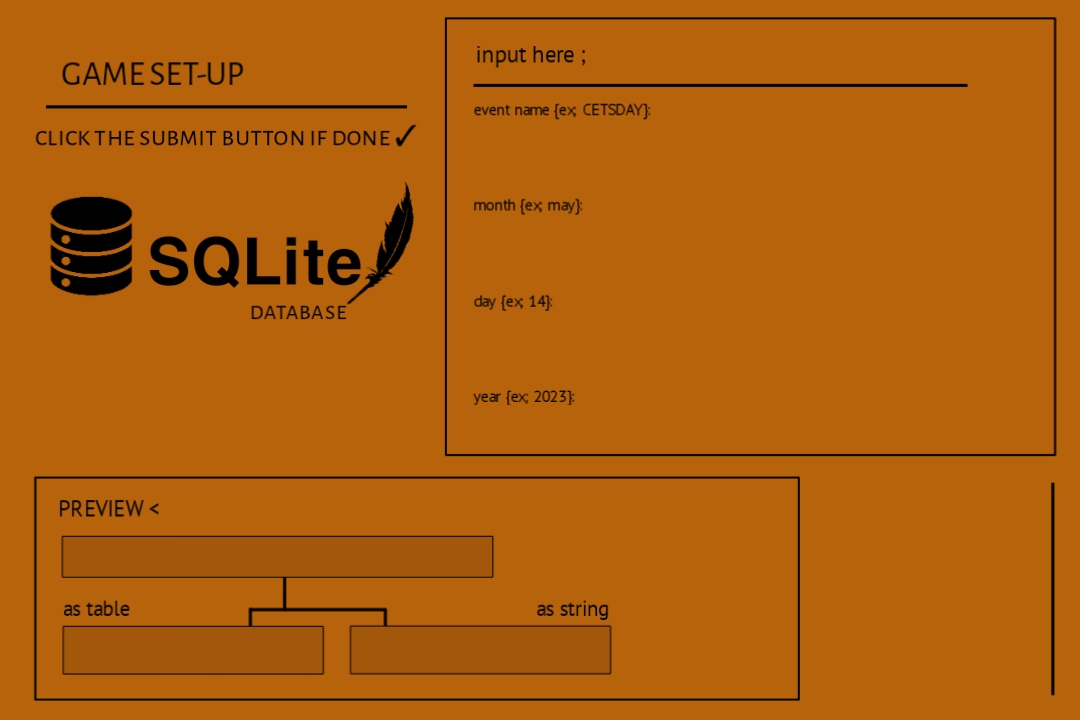 GAME SET-UP
CLICK THE SUBMIT BUTTON IF DONE ✓
SQLite
DATABASE
input here ;
event name {ex; CETSDAY}:
month {ex; may}:
day {ex; 14}:
year {ex; 2023}:
PREVIEW <
as table
as string